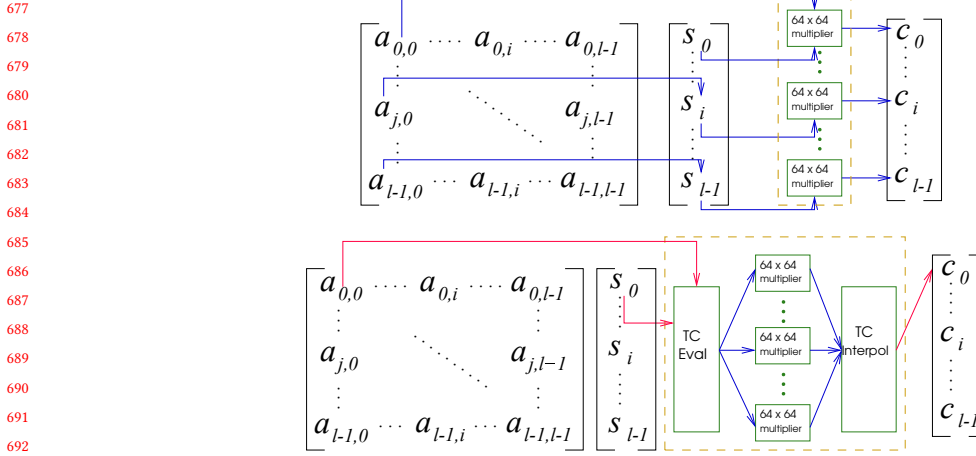 677
678 a0,0 ···· a0,i ···· a0,l-1 s0 64 x 64 multiplier c0
679
680 aj,0 aj,l-1 si 64 x 64 multiplier ci
681
682
683 al-1,0 ··· al-1,i ··· al-1,l-1 sl-1 64 x 64 multiplier cl-1
684
685
686 a0,0 ···· a0,i ···· a0,l-1 s0 64 x 64 multiplier c0
687
688
689 aj,0 aj,l−1 si TC Eval 64 x 64 multiplier TC Interpol ci
690
691 al-1,0 ··· al-1,i ··· al-1,l-1 sl-1 64 x 64 multiplier cl-1
692